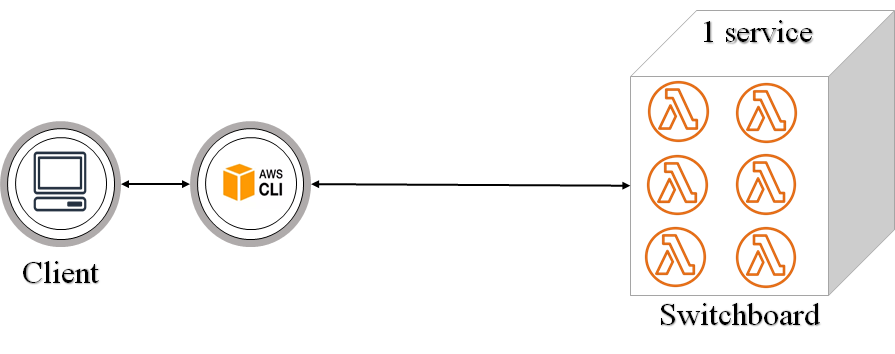 1 service
AWS
CLI
Client
Switchboard